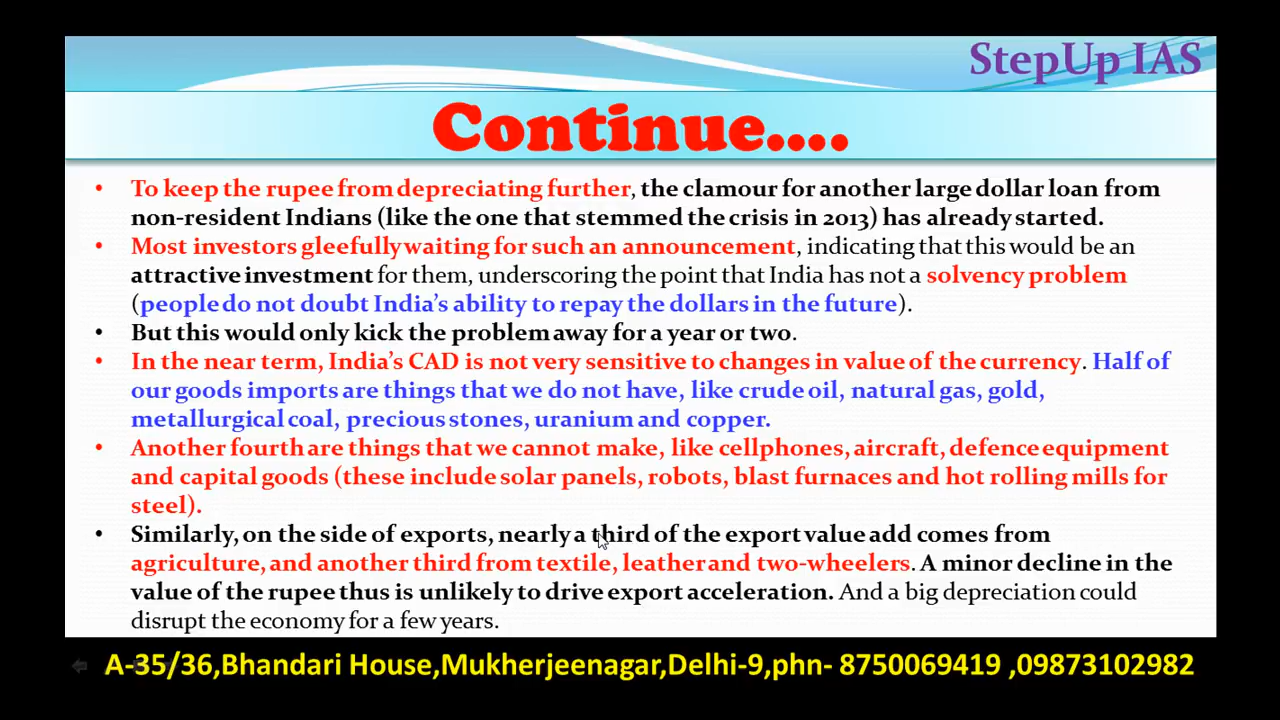 StepUp IAS
Continue....
• To keep the rupee from depreciating further, the clamour for another large dollar loan from
non-resident Indians (like the one that stemmed the crisis in 2013) has already started.
• Most investors gleefully waiting for such an announcement, indicating that this would be an
attractive investment for them, underscoring the point that India has not a solvency problem
(people do not doubt India's ability to repay the dollars in the future).
• But this would only kick the problem away for a year or two.
• In the near term, India's CAD is not very sensitive to changes in value of the currency. Half of
our goods imports are things that we do not have, like crude oil, natural gas, gold,
metallurgical coal, precious stones, uranium and copper.
• Another fourth are things that we cannot make, like cellphones, aircraft, defence equipment
and capital goods (these include solar panels, robots, blast furnaces and hot rolling mills for
steel).
• Similarly, on the side of exports, nearly a third of the export value add comes from
agriculture, and another third from textile, leather and two-wheelers. A minor decline in the
value of the rupee thus is unlikely to drive export acceleration. And a big depreciation could
disrupt the economy for a few years.
A-35/36,Bhandari House,Mukherjeenagar,Delhi-9,phn- 8750069419 ,09873102982